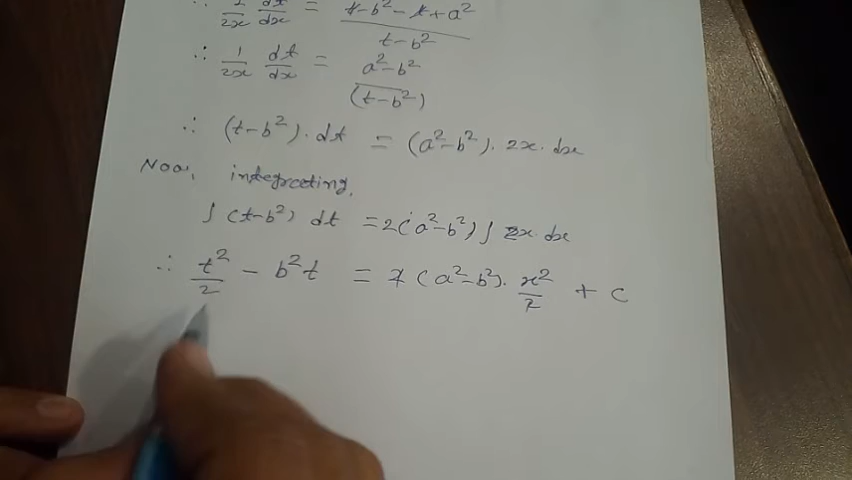 ∴ 1/2x dt/dx = (t-b²-t+a²)/(t-b²)
∴ 1/2x dt/dx = (a²-b²)/(t-b²)
∴ (t-b²). dt = (a²-b²). 2x. dx
Now, integrating,
∫ (t-b²) dt = 2(a²-b²) ∫ x. dx
∴ t²/2 - b²t = 2 (a²-b²). x²/2 + c